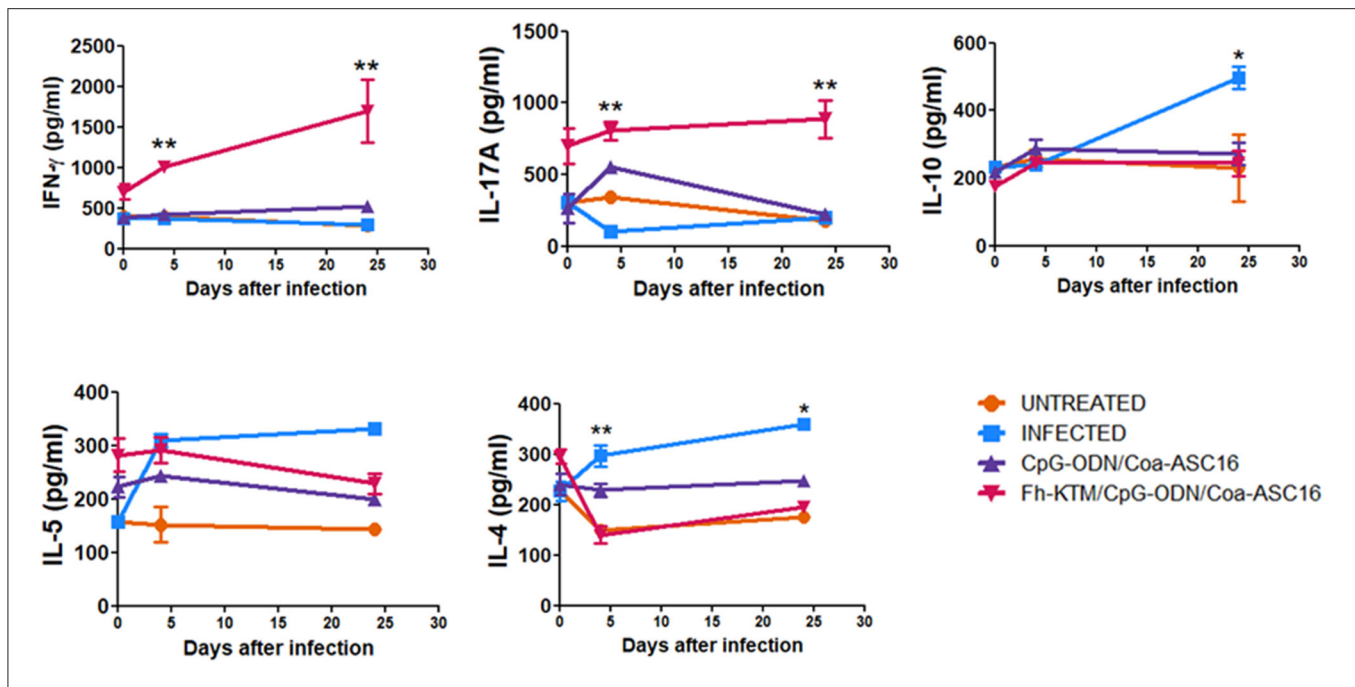 IFN-γ (pg/ml)
2500
2000
1500
1000
500
0
** **
0 5 10 15 20 25 30
Days after infection
IL-17A (pg/ml)
1500
1000
500
0
** **
0 5 10 15 20 25 30
Days after infection
IL-10 (pg/ml)
600
400
200
0
*
0 5 10 15 20 25 30
Days after infection
IL-5 (pg/ml)
400
300
200
100
0
0 5 10 15 20 25 30
Days after infection
IL-4 (pg/ml)
400
300
200
100
0
** *
0 5 10 15 20 25 30
Days after infection
UNTREATED
INFECTED
CpG-ODN/Coa-ASC16
Fh-KTM/CpG-ODN/Coa-ASC16